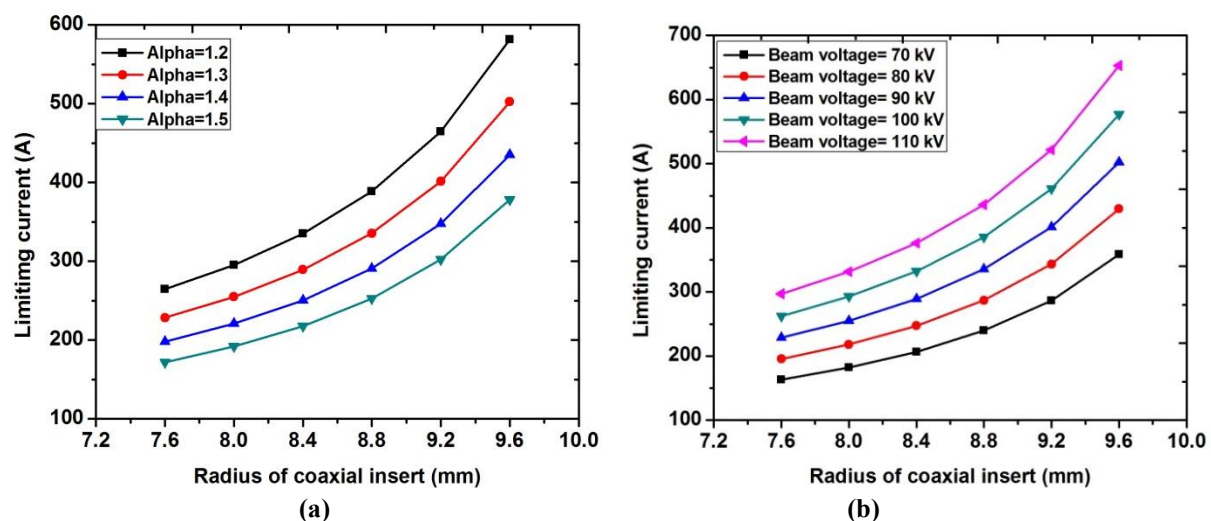 600
500
400
300
200
100
Limiting current (A)
Alpha=1.2
Alpha=1.3
Alpha=1.4
Alpha=1.5
7.2 7.6 8.0 8.4 8.8 9.2 9.6 10.0
Radius of coaxial insert (mm)
(a)
700
600
500
400
300
200
100
Limiting current (A)
Beam voltage= 70 kV
Beam voltage= 80 kV
Beam voltage= 90 kV
Beam voltage= 100 kV
Beam voltage= 110 kV
7.2 7.6 8.0 8.4 8.8 9.2 9.6 10.0
Radius of coaxial insert (mm)
(b)